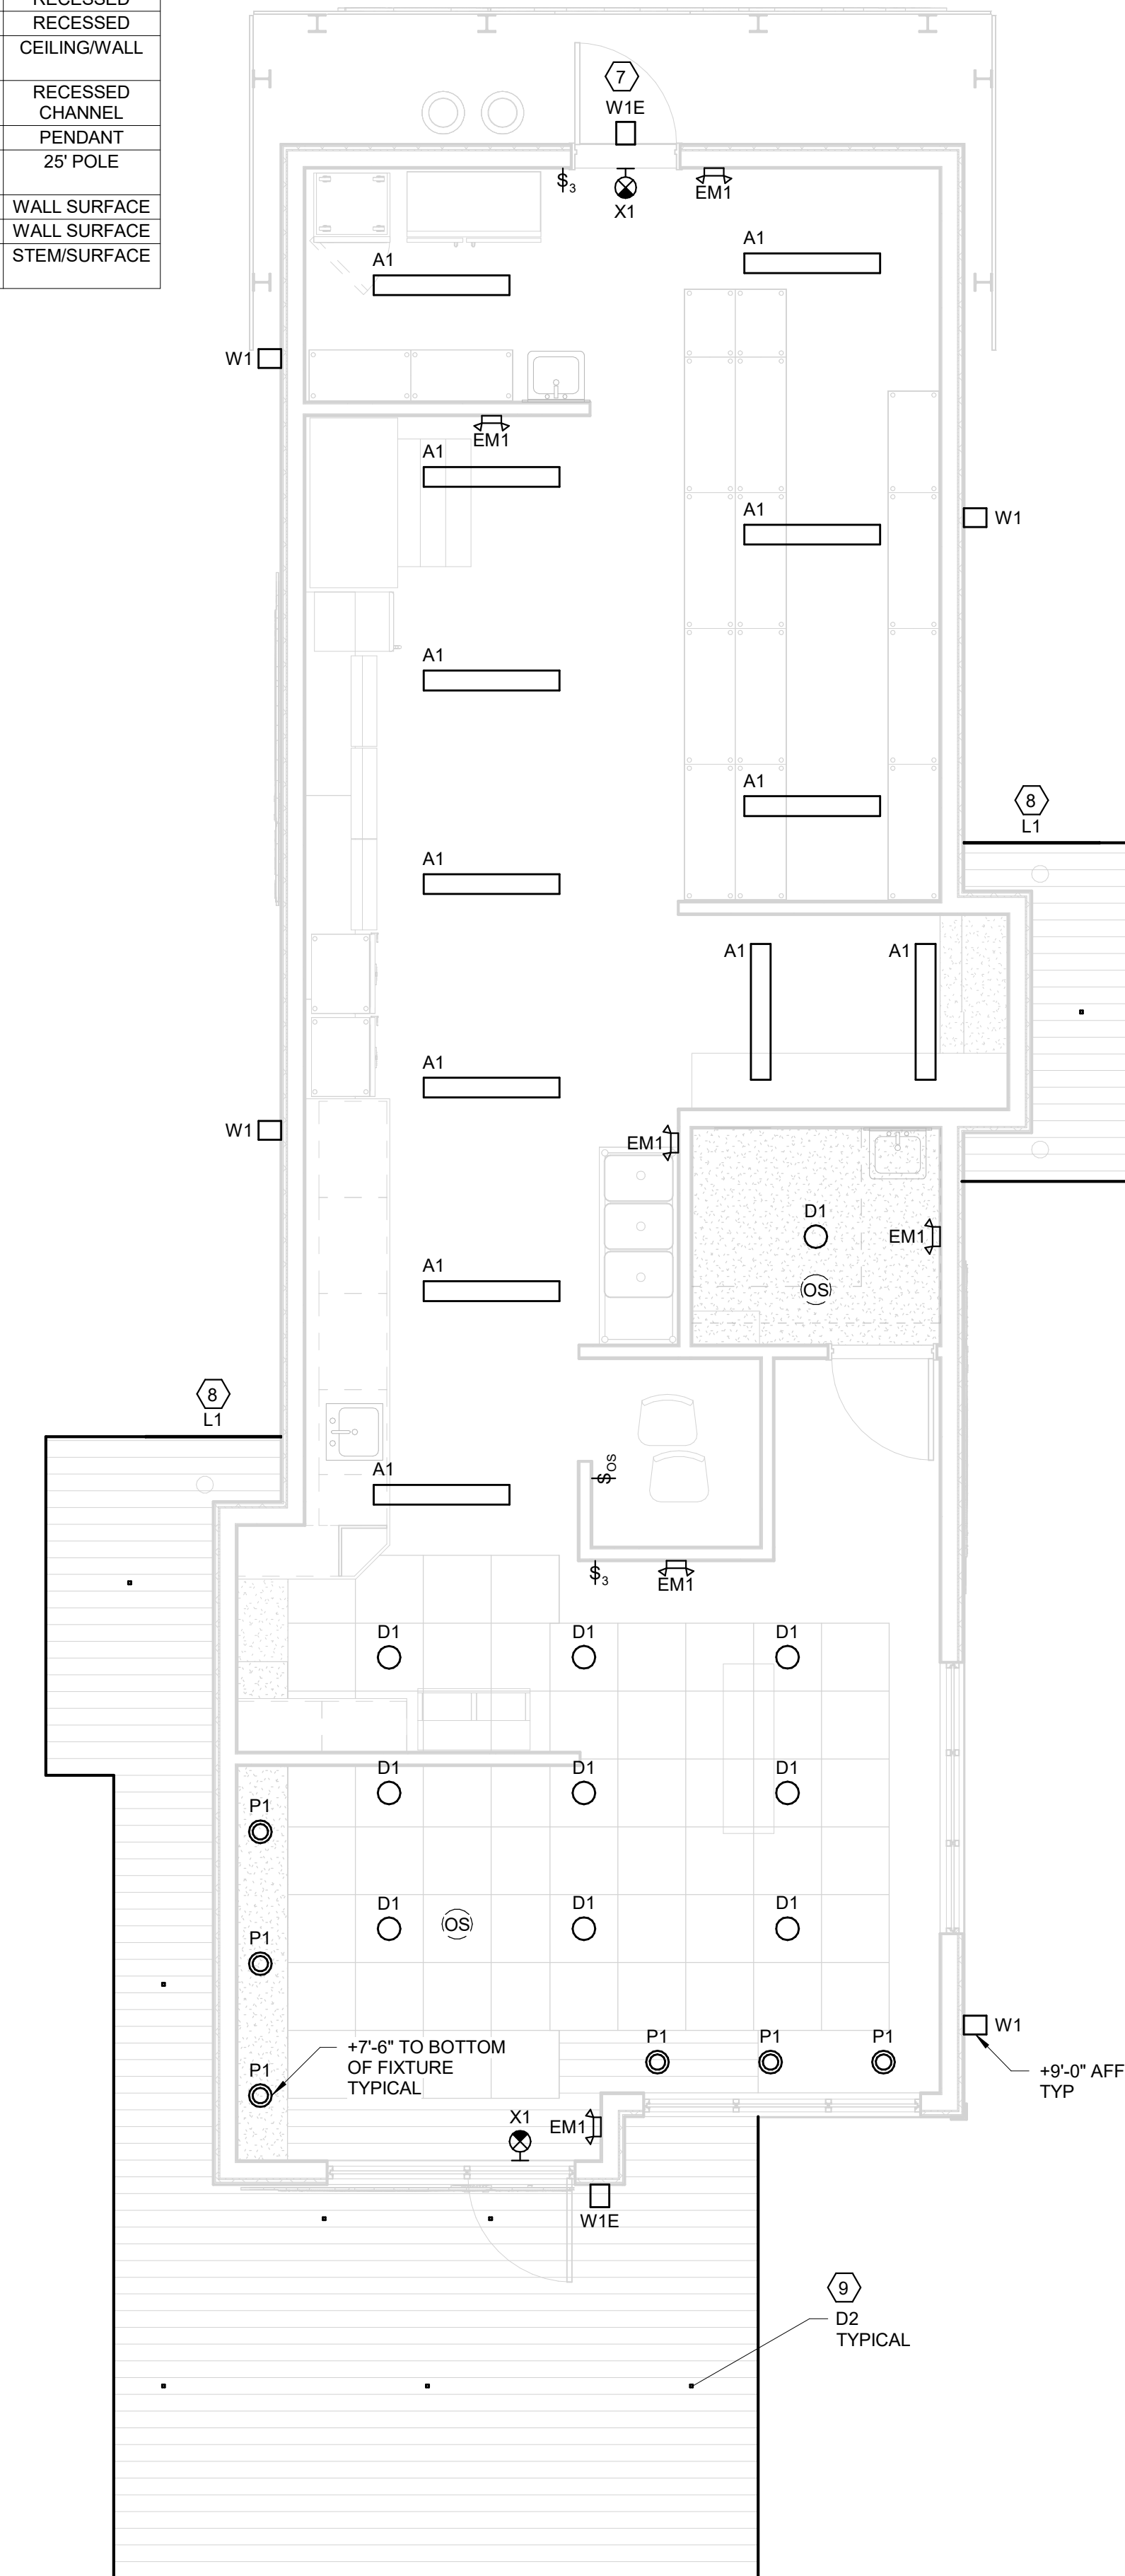 RECESSED
RECESSED
CEILING/WALL
RECESSED
CHANNEL
PENDANT
25' POLE
WALL SURFACE
WALL SURFACE
STEM/SURFACE
7
W1E
$3
X1
EM1
A1
A1
W1
EM1
A1
A1
W1
A1
A1
8
L1
A1
A1
A1
A1
W1
EM1
D1
EM1
OS
A1
8
L1
$OS
A1
$3
EM1
D1
D1
D1
D1
D1
D1
P1
D1
D1
D1
OS
P1
W1
P1
P1
P1
+7'-6" TO BOTTOM
OF FIXTURE
TYPICAL
P1
+9'-0" AFF
TYP
X1
EM1
W1E
9
D2
TYPICAL